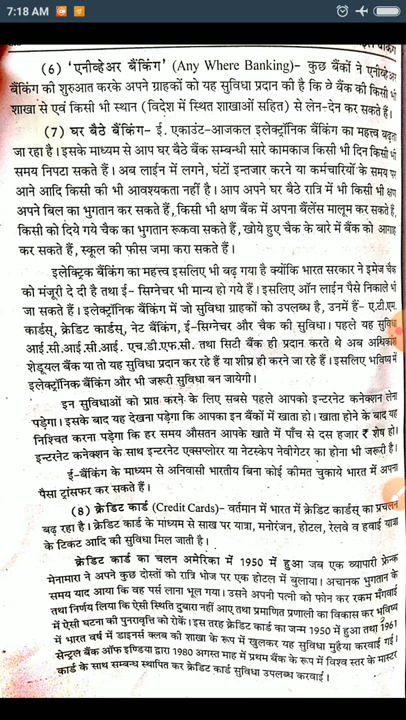 7:18 AM
(6) 'एनीव्हेअर बैंकिंग' (Any Where Banking)- कुछ बैंकों ने एनीव्हेअर
बैंकिंग की शुरुआत करके अपने ग्राहकों को यह सुविधा प्रदान की है कि वे बैंक की किसी भी
शाखा से एवं किसी भी स्थान (विदेश में स्थित शाखाओं सहित) से लेन-देन कर सकते हैं।
(7) घर बैठे बैंकिंग- ई. एकाउंट-आजकल इलेक्ट्रॉनिक बैंकिंग का महत्त्व बढ़ता
जा रहा है। इसके माध्यम से आप घर बैठे बैंक सम्बन्धी सारे कामकाज किसी भी दिन किसी भी
समय निपटा सकते हैं। अब लाईन में लगने, घंटों इन्तजार करने या कर्मचारियों के समय पर
आने आदि किसी की भी आवश्यकता नहीं है। आप अपने घर बैठे रात्रि में भी किसी भी क्षण
अपने बिल का भुगतान कर सकते हैं, किसी भी क्षण बैंक में अपना बैलेंस मालूम कर सकते हैं,
किसी को दिये गये चैक का भुगतान रूकवा सकते हैं, खोये हुए चैक के बारे में बैंक को आगाह
कर सकते हैं, स्कूल की फीस जमा करा सकते हैं।
इलेक्ट्रिक बैंकिंग का महत्त्व इसलिए भी बढ़ गया है क्योंकि भारत सरकार ने इमेज चैक
को मंजूरी दे दी है तथा ई- सिग्नेचर भी मान्य हो गये हैं। इसलिए ऑन लाईन पैसे निकाले भी
जा सकते हैं। इलेक्ट्रॉनिक बैंकिंग में जो सुविधा ग्राहकों को उपलब्ध है, उनमें हैं- ए.टी.एम.
कार्डस्, क्रेडिट कार्डस्, नेट बैंकिंग, ई-सिग्नेचर और चैक की सुविधा। पहले यह सुविधा
आई.सी.आई.सी.आई. एच.डी.एफ.सी. तथा सिटी बैंक ही प्रदान करते थे अब अधिकांश
शेड्यूल बैंक या तो यह सुविधा प्रदान कर रहे हैं या शीघ्र ही करने जा रहे हैं। इसलिए भविष्य में
इलेक्ट्रॉनिक बैंकिंग और भी जरूरी सुविधा बन जायेगी।
इन सुविधाओं को प्राप्त करने के लिए सबसे पहले आपको इन्टरनेट कनेक्शन लेना
पड़ेगा। इसके बाद यह देखना पड़ेगा कि आपका इन बैंकों में खाता हो। खाता होने के बाद यह
निश्चित करना पड़ेगा कि हर समय औसतन आपके खाते में पाँच से दस हजार ₹ शेष हो।
इन्टरनेट कनेक्शन के साथ इन्टरनेट एक्सप्लोरर या नेटस्केप नेवीगेटर का होना भी जरूरी है।
ई-बैंकिंग के माध्यम से अनिवासी भारतीय बिना कोई कीमत चुकाये भारत में अपना
पैसा ट्रांसफर कर सकते हैं।
(8) क्रेडिट कार्ड (Credit Cards)- वर्तमान में भारत में क्रेडिट कार्डस् का प्रचलन
बढ़ रहा है। क्रेडिट कार्ड के माध्यम से साख पर यात्रा, मनोरंजन, होटल, रेलवे व हवाई यात्रा
के टिकट आदि की सुविधा मिल जाती है।
क्रेडिट कार्ड का चलन अमेरिका में 1950 में हुआ जब एक व्यापारी फ्रेन्क
मेनामारा ने अपने कुछ दोस्तों को रात्रि भोज पर एक होटल में बुलाया। अचानक भुगतान के
समय याद आया कि वह पर्स लाना भूल गया। उसने अपनी पत्नी को फोन कर रकम मँगवाई
तथा निर्णय लिया कि ऐसी स्थिति दुबारा नहीं आए तथा प्रमाणित प्रणाली का विकास कर भविष्य
में ऐसी घटना की पुनरावृत्ति को रोकें। इस तरह क्रेडिट कार्ड का जन्म 1950 में हुआ तथा 1961
में भारत वर्ष में डाइनर्स क्लब की शाखा के रूप में खुलकर यह सुविधा मुहैया करवाई गई।
सेन्ट्रल बैंक ऑफ इण्डिया द्वारा 1980 अगस्त माह में प्रथम बैंक के रूप में विश्व स्तर के मास्टर
कार्ड के साथ सम्बन्ध स्थापित कर क्रेडिट कार्ड सुविधा उपलब्ध करवाई।